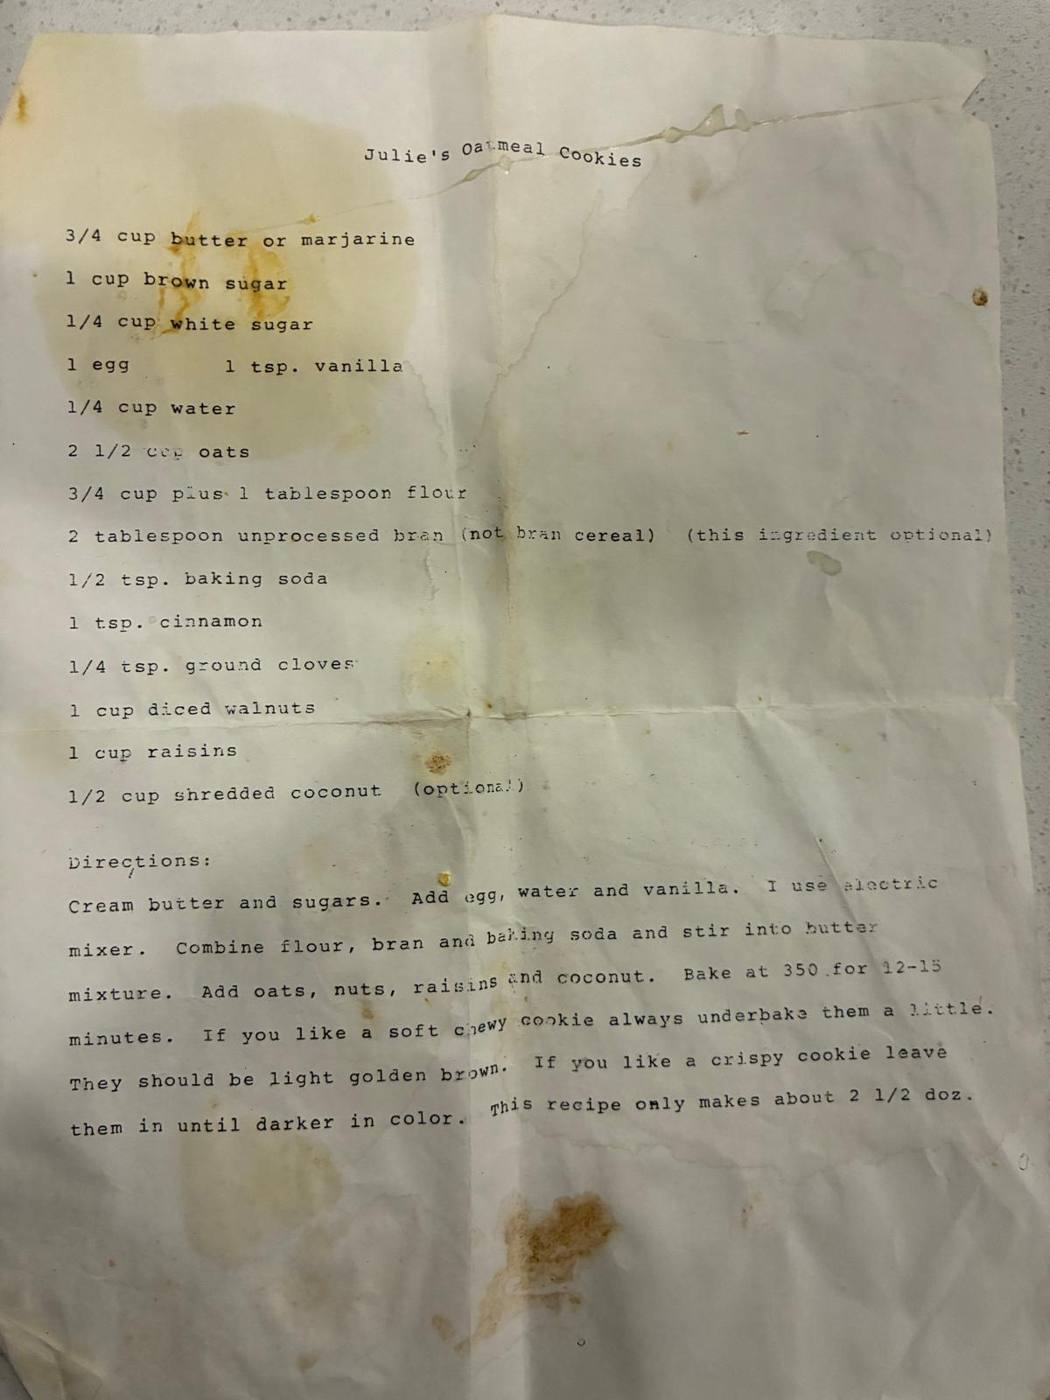 Julie's Oatmeal Cookies
3/4 cup butter or marjarine
1 cup brown sugar
1/4 cup white sugar
1 egg 1 tsp. vanilla
1/4 cup water
2 1/2 cup oats
3/4 cup plus 1 tablespoon flour
2 tablespoon unprocessed bran (not bran cereal) (this ingredient optional)
1/2 tsp. baking soda
1 tsp. cinnamon
1/4 tsp. ground cloves
1 cup diced walnuts
1 cup raisins
1/2 cup shredded coconut (optional)
Directions:
Cream butter and sugars. Add egg, water and vanilla. I use electric
mixer. Combine flour, bran and baking soda and stir into butter
mixture. Add oats, nuts, raisins and coconut. Bake at 350 for 12-15
minutes. If you like a soft chewy cookie always underbake them a little.
They should be light golden brown. If you like a crispy cookie leave
them in until darker in color. This recipe only makes about 2 1/2 doz.